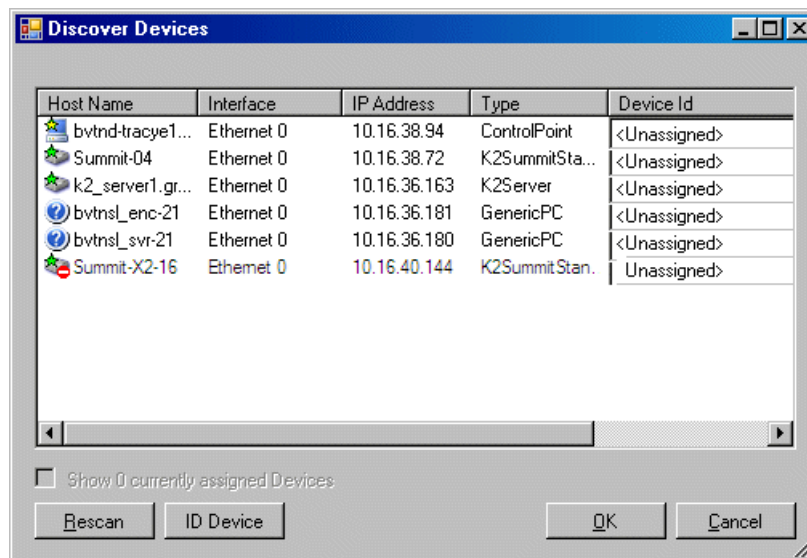 Discover Devices
Host Name Interface IP Address Type Device Id
bvtnd-tracye1... Ethernet 0 10.16.38.94 ControlPoint <Unassigned>
Summit-04 Ethernet 0 10.16.38.72 K2SummitSta... <Unassigned>
k2_server1.gr... Ethernet 0 10.16.36.163 K2Server <Unassigned>
bvtnsl_enc-21 Ethernet 0 10.16.36.181 GenericPC <Unassigned>
bvtnsl_svr-21 Ethernet 0 10.16.36.180 GenericPC <Unassigned>
Summit-X2-16 Ethernet 0 10.16.40.144 K2SummitStan. Unassigned>
Show 0 currently assigned Devices
Rescan ID Device OK Cancel